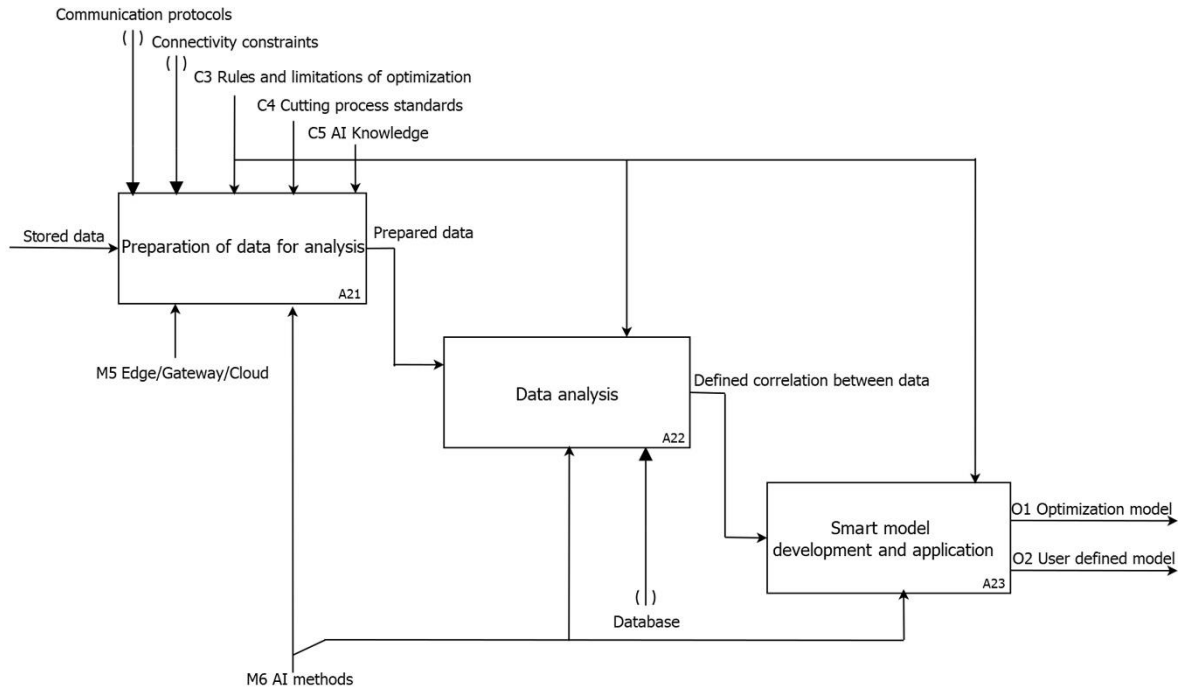 Communication protocols
( )
Connectivity constraints
( )
C3 Rules and limitations of optimization
C4 Cutting process standards
C5 AI Knowledge
Stored data
Preparation of data for analysis
A21
Prepared data
M5 Edge/Gateway/Cloud
Data analysis
A22
Defined correlation between data
Smart model
development and application
A23
O1 Optimization model
O2 User defined model
( )
Database
M6 AI methods